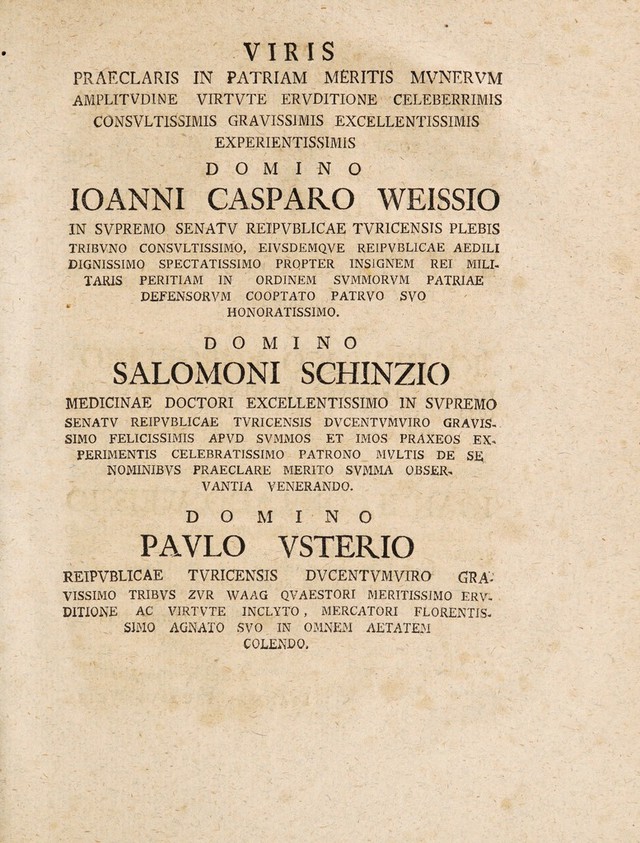 VIRIS
PRAECLARIS IN PATRIAM MERITIS MVNERVM
AMPLITVDINE VIRTVTE ERVDITIONE CELEBERRIMIS
CONSVLTISSIMIS GRAVISSIMIS EXCELLENTISSIMIS
EXPERIENTISSIMIS
DOMINO
IOANNI CASPARO WEISSIO
IN SVPREMO SENATV REIPVBLICAE TVRICENSIS PLEBIS
TRIBVNO CONSVLTISSIMO, EIVSDEMQVE REIPVBLICAE AEDILI
DIGNISSIMO SPECTATISSIMO PROPTER INSIGNEM REI MILI-
TARIS PERITIAM IN ORDINEM SVMMORVM PATRIAE
DEFENSORVM COOPTATO PATRVO SVO
HONORATISSIMO.
DOMINO
SALOMONI SCHINZIO
MEDICINAE DOCTORI EXCELLENTISSIMO IN SVPREMO
SENATV REIPVBLICAE TVRICENSIS DVCENTVMVIRO GRAVIS-
SIMO FELICISSIMIS APVD SVMMOS ET IMOS PRAXEOS EX-
PERIMENTIS CELEBRATISSIMO PATRONO MVLTIS DE SE
NOMINIBVS PRAECLARE MERITO SVMMA OBSER-
VANTIA VENERANDO.
DOMINO
PAVLO VSTERIO
REIPVBLICAE TVRICENSIS DVCENTVMVIRO GRA-
VISSIMO TRIBVS ZVR WAAG QVAESTORI MERITISSIMO ERV-
DITIONE AC VIRTVTE INCLYTO, MERCATORI FLORENTIS-
SIMO AGNATO SVO IN OMNEM AETATEM
COLENDO.